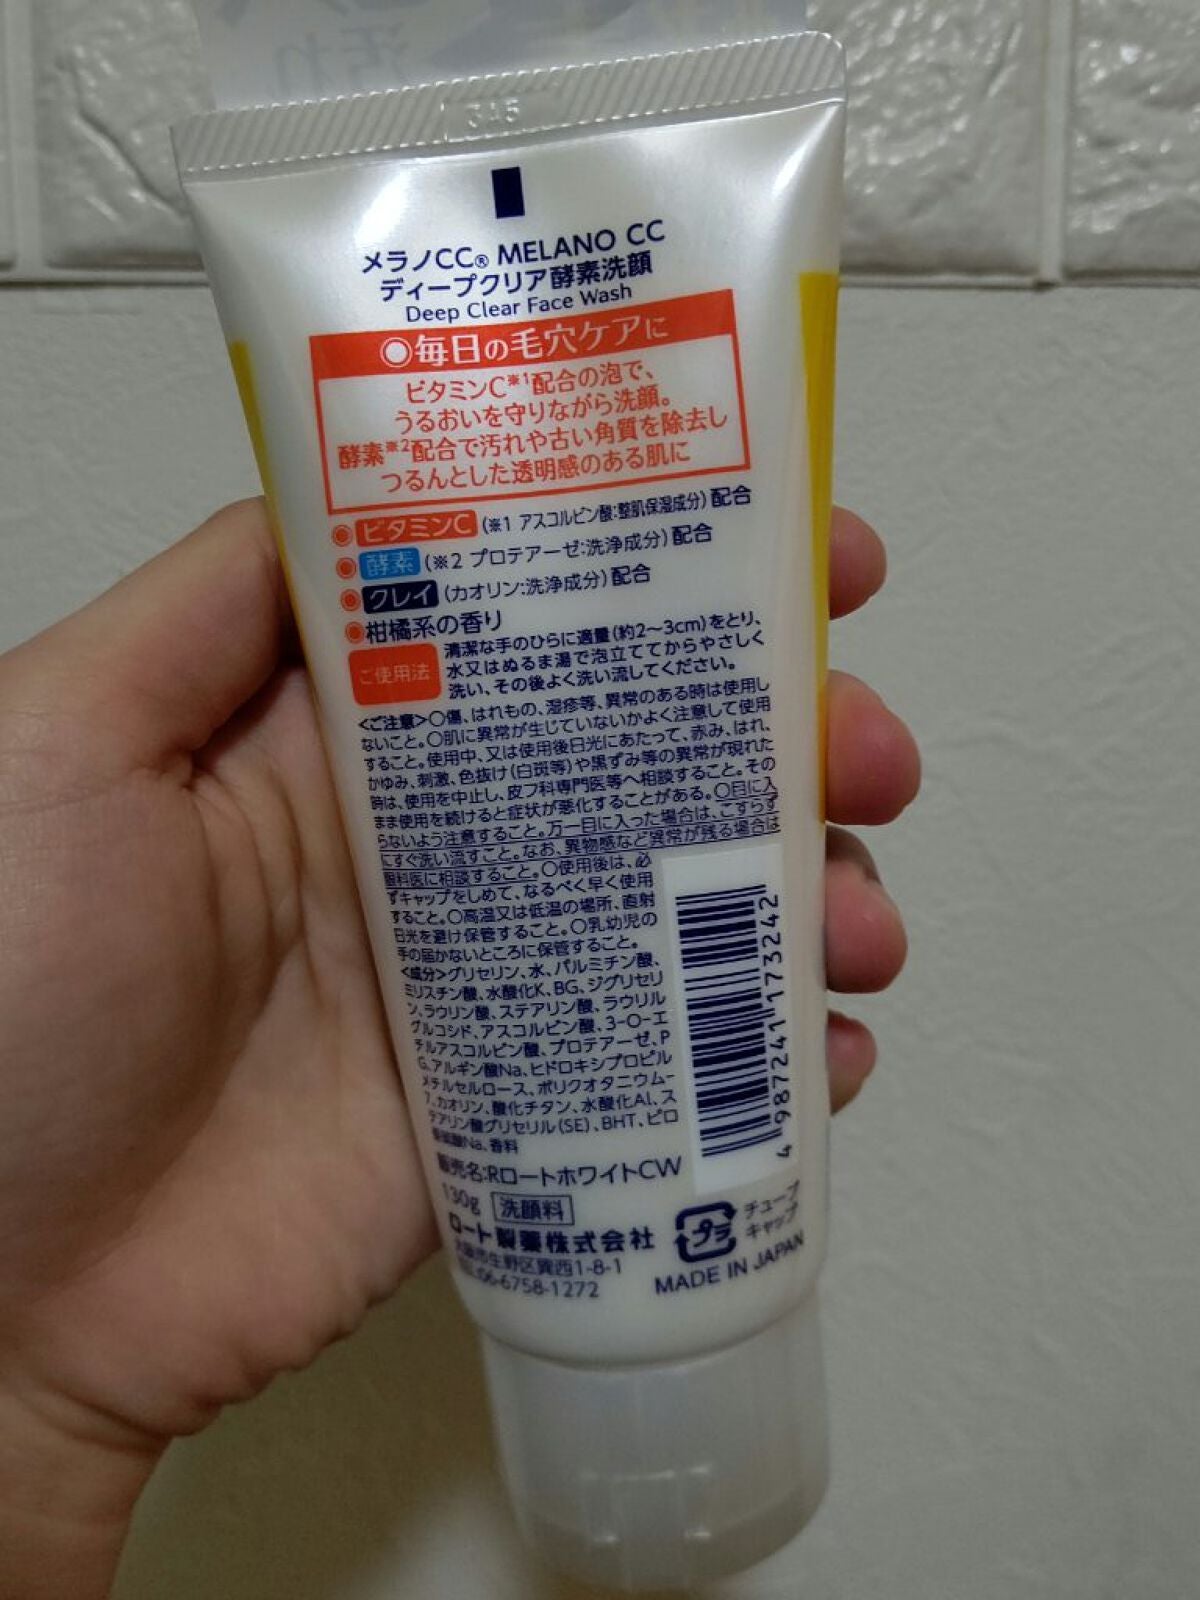 汚れ
メラノCC® MELANO CC
ディープクリア酵素洗顔
Deep Clear Face Wash
◉毎日の毛穴ケアに
ビタミンC※1配合の泡で、
うるおいを守りながら洗顔。
酵素※2配合で汚れや古い角質を除去し
つるんとした透明感のある肌に
◉ビタミンC(※1 アスコルビン酸:整肌保湿成分)配合
◉酵素(※2 プロテアーゼ:洗浄成分)配合
◉クレイ(カオリン:洗浄成分)配合
◉柑橘系の香り
ご使用法
清潔な手のひらに適量(約2〜3cm)をとり、
水又はぬるま湯で泡立ててからやさしく
洗い、その後よく洗い流してください。
<ご注意>〇傷、はれもの、湿疹等、異常のある時は使用し
ないこと。〇肌に異常が生じていないかよく注意して使用
すること。使用中、又は使用後日光にあたって、赤み、はれ、
かゆみ、刺激、色抜け(白斑等)や黒ずみ等の異常が現れた
時は、使用を中止し、皮フ科専門医等へ相談すること。その
まま使用を続けると症状が悪化することがある。〇目に入
らないよう注意すること。万一目に入った場合は、こすらず
にすぐ洗い流すこと。なお、異物感など異常が残る場合は
眼科医に相談すること。〇使用後は、必
ずキャップをしめて、なるべく早く使用
すること。〇高温又は低温の場所、直射
日光を避け保管すること。〇乳幼児の
手の届かないところに保管すること。
<成分>グリセリン、水、パルミチン酸、
ミリスチン酸、水酸化K、BG、ジグリセリ
ン、ラウリン酸、ステアリン酸、ラウリル
グルコシド、アスコルビン酸、3-O-エ
チルアスコルビン酸、プロテアーゼ、P
G、アルギン酸Na、ヒドロキシプロピル
メチルセルロース、ポリクオタニウム-
7、カオリン、酸化チタン、水酸化Al、ス
テアリン酸グリセリル(SE)、BHT、ピロ
亜硫酸Na、香料
販売名:RロートホワイトCW
130g 洗顔料
ロート製薬株式会社
大阪市生野区巽西1-8-1
TEL:06-6758-1272
4 987241 173242
プラ
チューブ
キャップ
MADE IN JAPAN